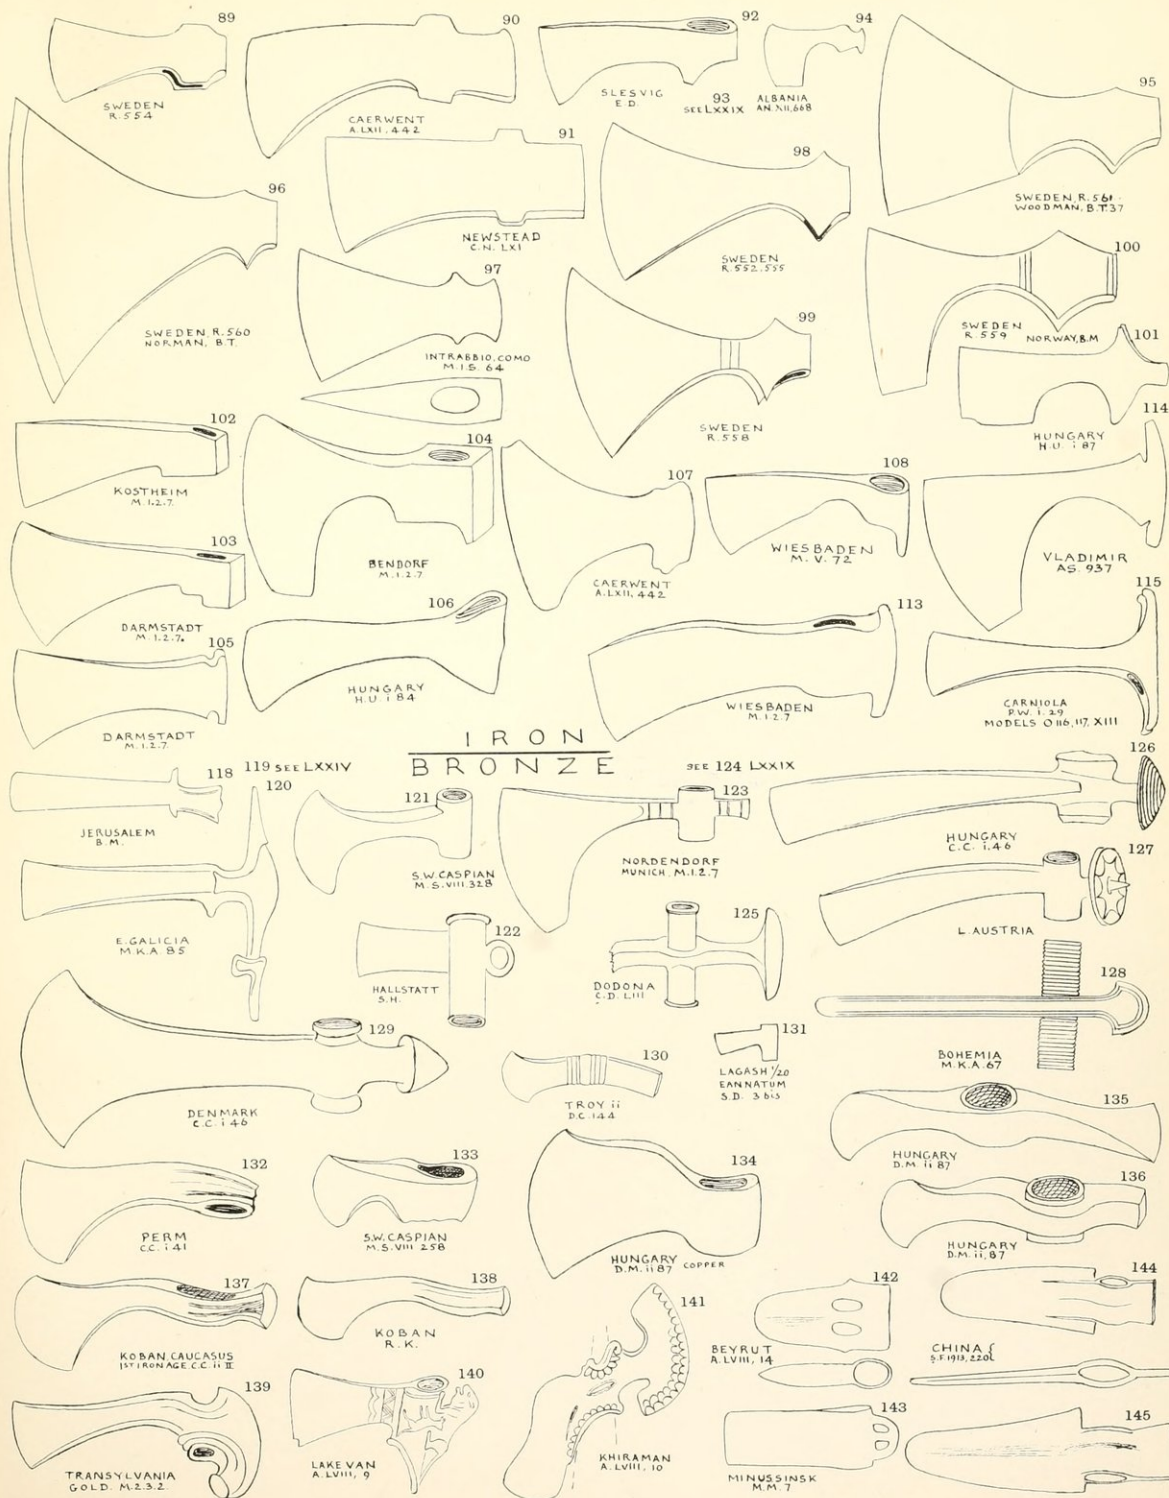 89
SWEDEN
R. 554
90
CAERWENT
A. LXII, 442
91
NEWSTEAD
C.N. LXI
92
SLESVIG
E.D.
93
SEE LXXIX
94
ALBANIA
AN. XII, 668
95
SWEDEN, R. 561
WOODMAN, B.T. 37
96
SWEDEN, R. 560
NORMAN, B.T.
97
INTRABBIO, COMO
M.I.S. 64
98
SWEDEN
R. 552, 555
99
SWEDEN
R. 558
100
SWEDEN
R. 559
NORWAY, B.M
101
HUNGARY
H.U. i 87
102
KOSTHEIM
M. 1.2.7.
103
DARMSTADT
M. 1.2.7.
104
BENDORF
M. 1.2.7
105
DARMSTADT
M. 1.2.7.
106
HUNGARY
H.U. i 84
107
CAERWENT
A. LXII, 442
108
WIESBADEN
M. V. 72
113
WIESBADEN
M. 1.2.7
114
VLADIMIR
AS. 937
115
CARNIOLA
P.W. i. 29
MODELS O 116, 117, XIII
IRON
BRONZE
SEE 124 LXXIX
118
JERUSALEM
B.M.
119 SEE LXXIV
120
E. GALICIA
M.K.A. 85
121
S.W. CASPIAN
M.S. VIII. 328
122
HALLSTATT
S.H.
123
NORDENDORF
MUNICH, M. 1.2.7
125
DODONA
C.D. LIII
126
HUNGARY
C.C. i. 46
127
L. AUSTRIA
128
BOHEMIA
M.K.A. 67
129
DENMARK
C.C. i 46
130
TROY ii
D.C. 144
131
LAGASH 1/20
EANNATUM
S.D. 3 bis
132
PERM
C.C. i 41
133
S.W. CASPIAN
M.S. VIII 258
134
HUNGARY
D.M. ii 87 COPPER
135
HUNGARY
D.M. ii 87
136
HUNGARY
D.M. ii, 87
137
KOBAN, CAUCASUS
1ST IRON AGE. C.C. ii II
138
KOBAN
R.K.
139
TRANSYLVANIA
GOLD. M. 2.3.2.
140
LAKE VAN
A. LVIII, 9
141
KHIRAMAN
A. LVIII, 10
142
BEYRUT
A. LVIII, 14
143
MINUSSINSK
M.M. 7
144
CHINA {
S.F. 1913, 220L
145